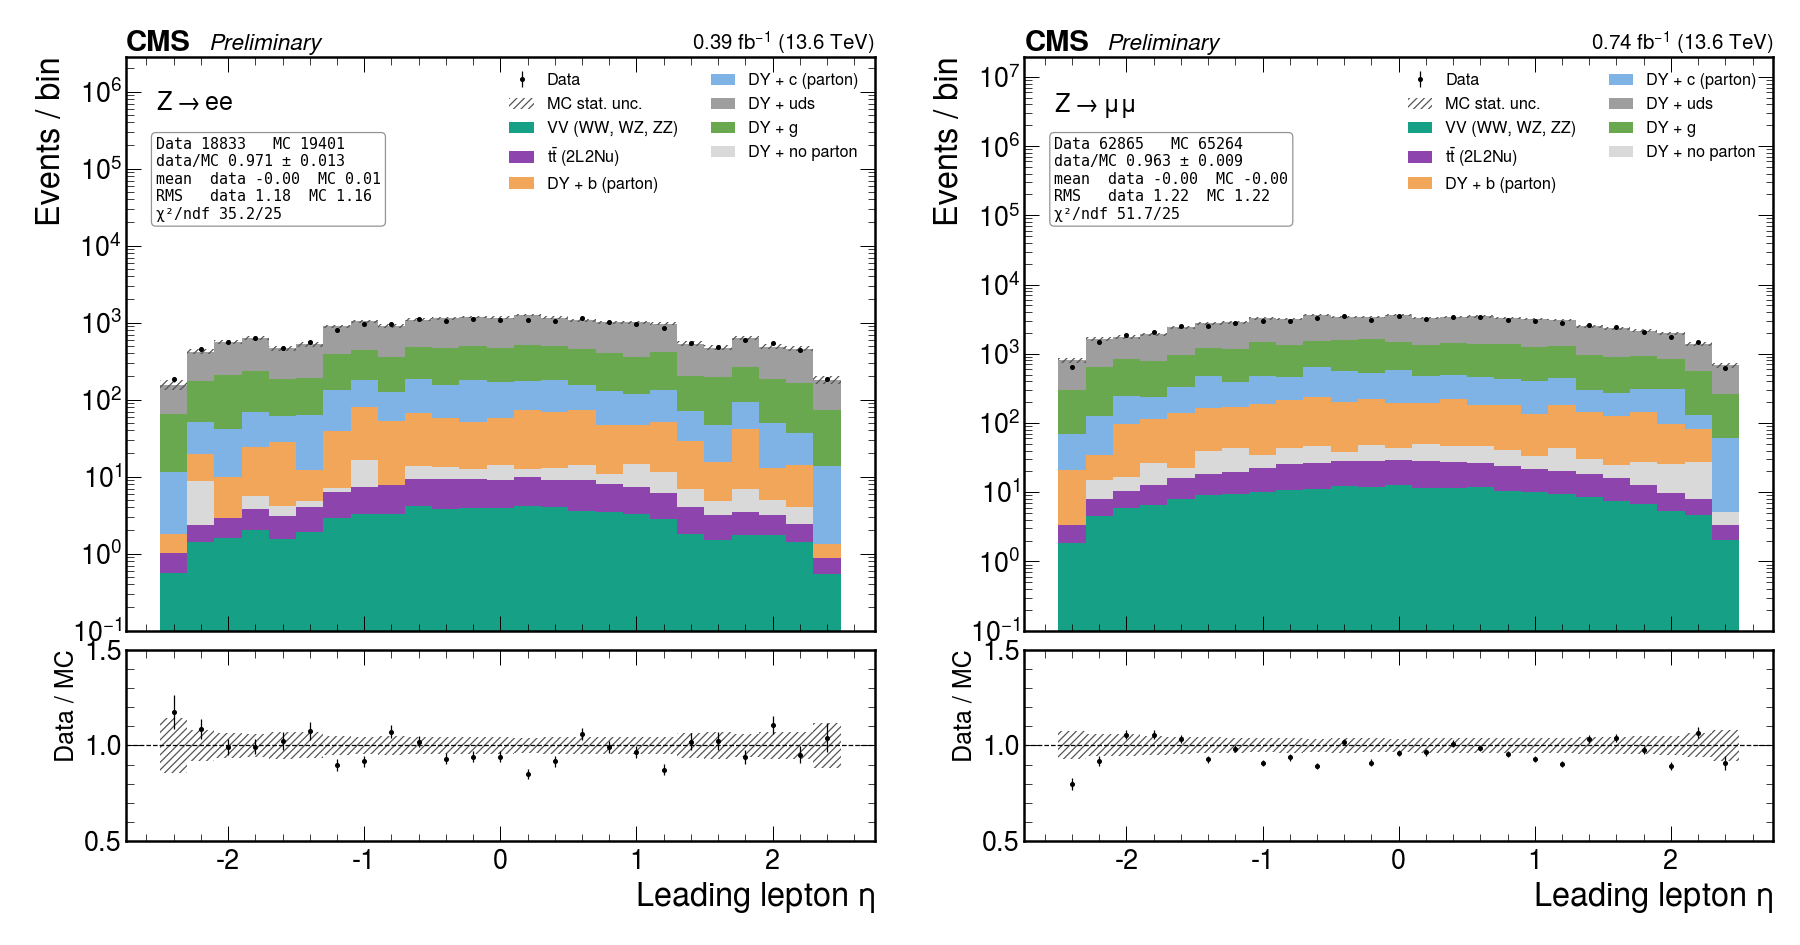 CMS Preliminary 0.39 fb⁻¹ (13.6 TeV)
Events / bin
10⁶
10⁵
10⁴
10³
10²
10¹
10⁰
10⁻¹
Z → ee
Data 18833 MC 19401
data/MC 0.971 ± 0.013
mean data -0.00 MC 0.01
RMS data 1.18 MC 1.16
χ²/ndf 35.2/25
Data
MC stat. unc.
VV (WW, WZ, ZZ)
tt̄ (2L2Nu)
DY + b (parton)
DY + c (parton)
DY + uds
DY + g
DY + no parton
Data / MC
1.5
1.0
0.5
-2 -1 0 1 2
Leading lepton η
CMS Preliminary 0.74 fb⁻¹ (13.6 TeV)
Events / bin
10⁷
10⁶
10⁵
10⁴
10³
10²
10¹
10⁰
10⁻¹
Z → μμ
Data 62865 MC 65264
data/MC 0.963 ± 0.009
mean data -0.00 MC -0.00
RMS data 1.22 MC 1.22
χ²/ndf 51.7/25
Data
MC stat. unc.
VV (WW, WZ, ZZ)
tt̄ (2L2Nu)
DY + b (parton)
DY + c (parton)
DY + uds
DY + g
DY + no parton
Data / MC
1.5
1.0
0.5
-2 -1 0 1 2
Leading lepton η